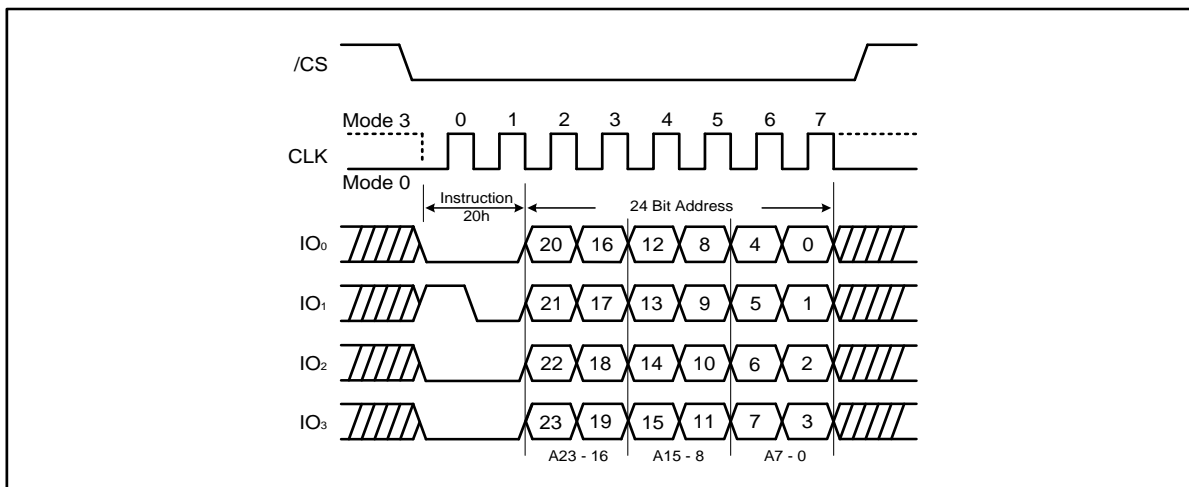 /CS
Mode 3 0 1 2 3 4 5 6 7
CLK
Mode 0
Instruction
20h
24 Bit Address
IO₀ 20 16 12 8 4 0
IO₁ 21 17 13 9 5 1
IO₂ 22 18 14 10 6 2
IO₃ 23 19 15 11 7 3
A23 - 16 A15 - 8 A7 - 0